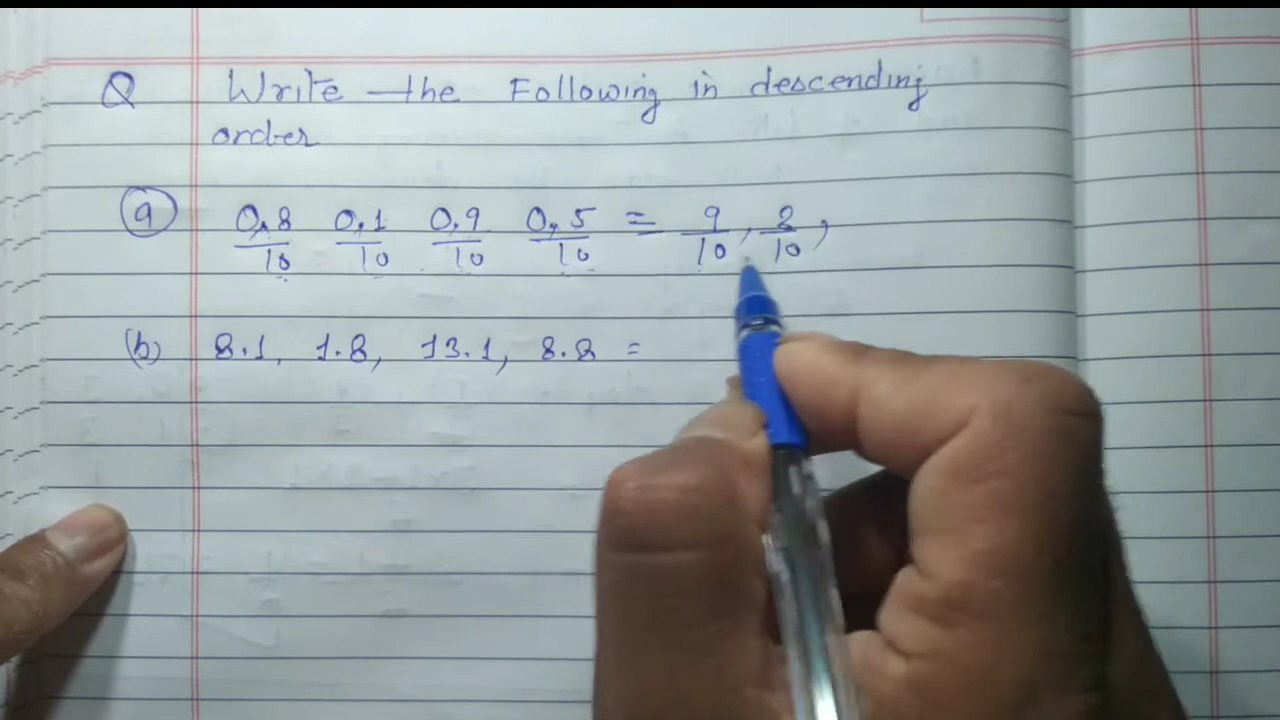 Q Write the Following in descending
order
(a) 0.8/10 0.1/10 0.9/10 0.5/10 = 9/10, 8/10,
(b) 8.1, 1.8, 13.1, 8.8 =